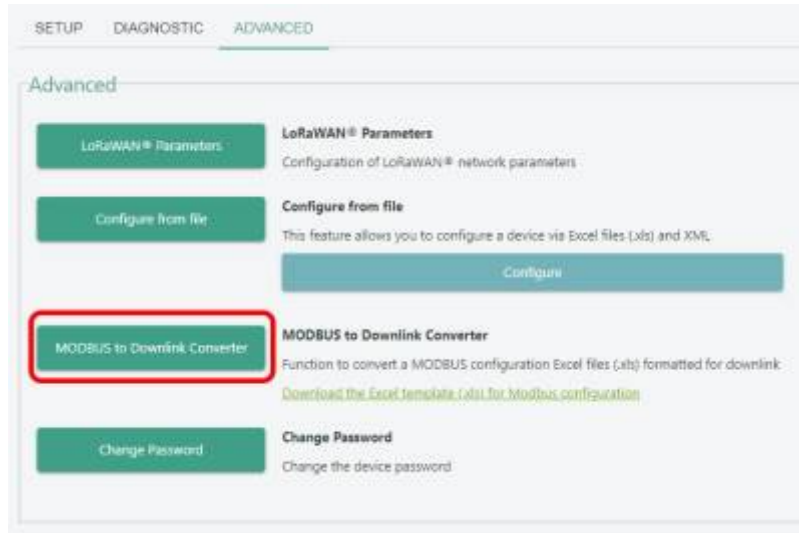 SETUP DIAGNOSTIC ADVANCED
Advanced
LoRaWAN® Parameters
LoRaWAN® Parameters
Configuration of LoRaWAN® network parameters
Configure from file
Configure from file
This feature allows you to configure a device via Excel files (.xls) and XML.
Configure
MODBUS to Downlink Converter
MODBUS to Downlink Converter
Function to convert a MODBUS configuration Excel files (.xls) formatted for downlink
Download the Excel template (.xls) for Modbus configuration
Change Password
Change Password
Change the device password